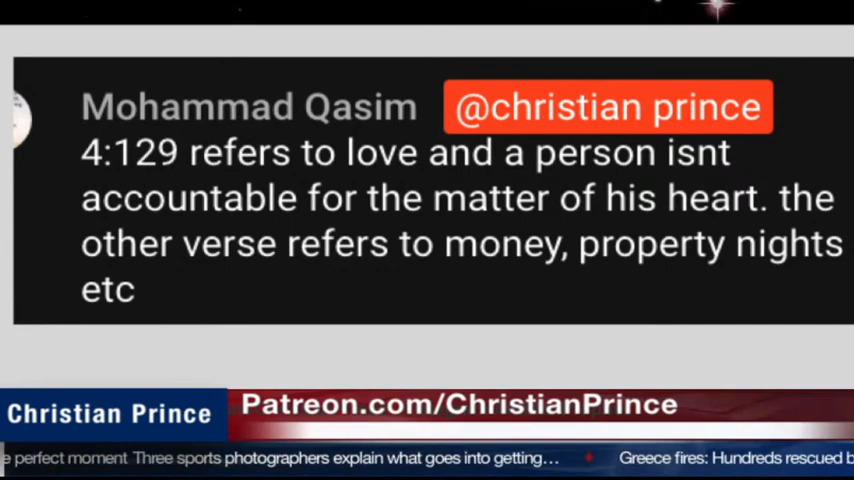 Mohammad Qasim @christian prince
4:129 refers to love and a person isnt
accountable for the matter of his heart. the
other verse refers to money, property nights
etc
Christian Prince
Patreon.com/ChristianPrince
perfect moment Three sports photographers explain what goes into getting... Greece fires: Hundreds rescued